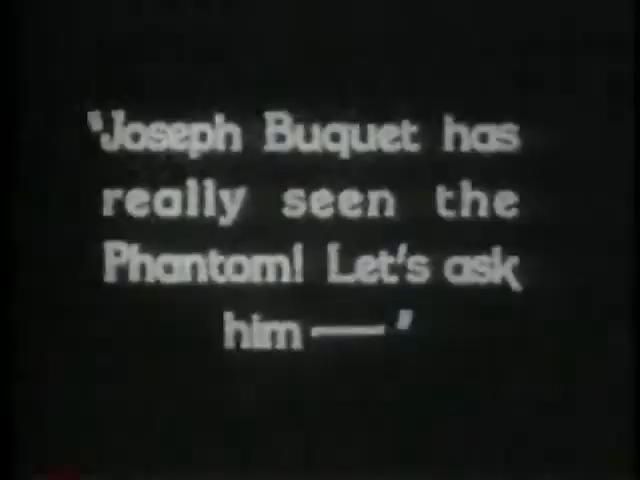 "Joseph Buquet has
really seen the
Phantom! Let's ask
him — "